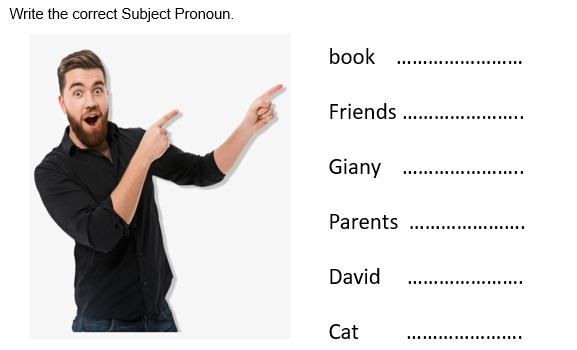 Write the correct Subject Pronoun.
book ........................
Friends .......................
Giany .......................
Parents ......................
David ......................
Cat ......................